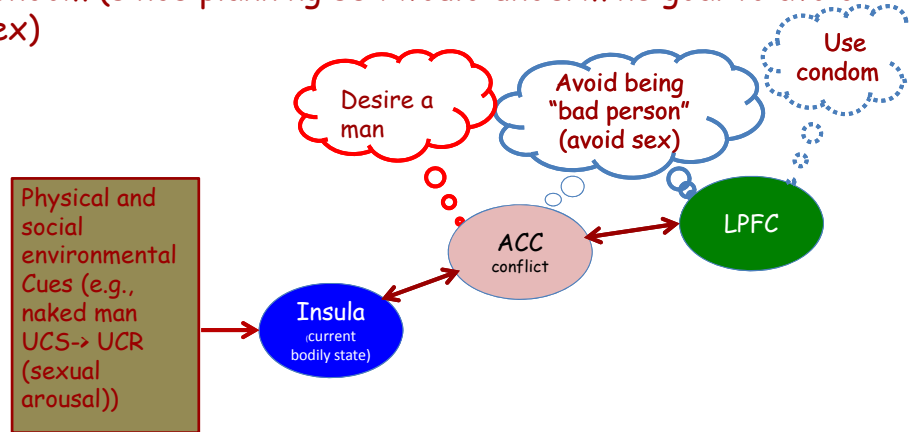 ex)
Use
condom
Avoid being
“bad person”
(avoid sex)
Desire a
man
Physical and
social
environmental
Cues (e.g.,
naked man
UCS-> UCR
(sexual
arousal))
LPFC
ACC
conflict
Insula
(current
bodily state)